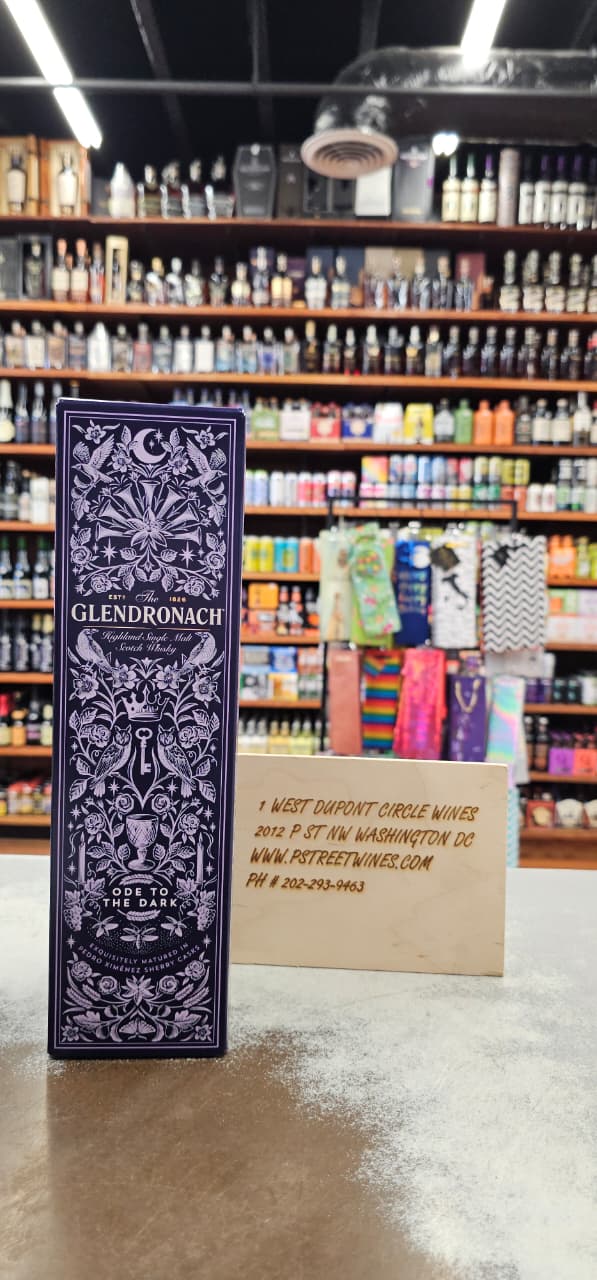 ESTD The 1826
GLENDRONACH
Highland Single Malt
Scotch Whisky
ODE TO
THE DARK
EXQUISITELY MATURED IN
PEDRO XIMÉNEZ SHERRY CASKS
1 WEST DUPONT CIRCLE WINES
2012 P ST NW WASHINGTON DC
WWW.PSTREETWINES.COM
PH # 202-293-9463